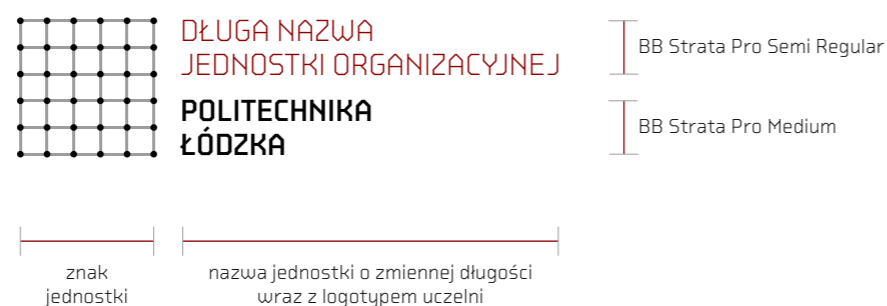 DŁUGA NAZWA
JEDNOSTKI ORGANIZACYJNEJ
POLITECHNIKA
ŁÓDZKA
BB Strata Pro Semi Regular
BB Strata Pro Medium
znak
jednostki
nazwa jednostki o zmiennej długości
wraz z logotypem uczelni